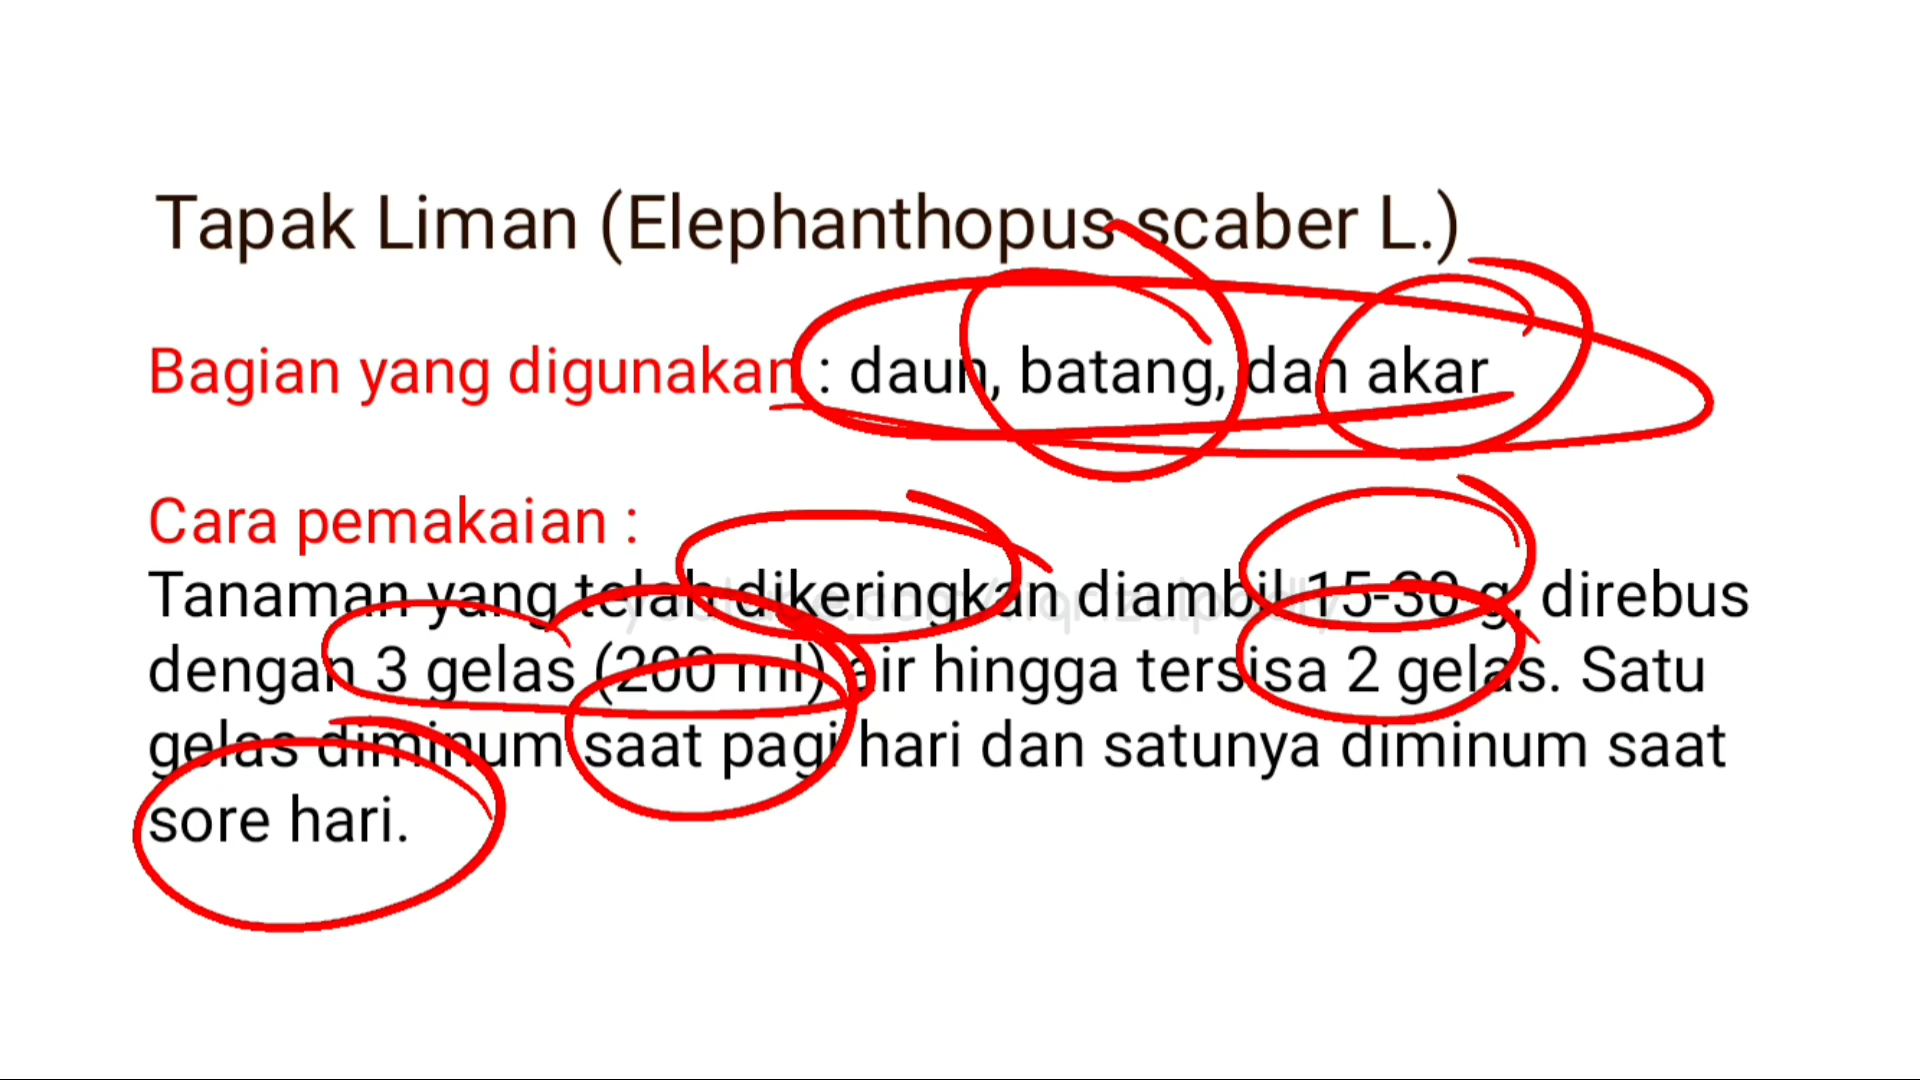 Tapak Liman (Elephanthopus scaber L.)
Bagian yang digunakan : daun, batang, dan akar
Cara pemakaian :
Tanaman yang telah dikeringkan diambil 15-30 g, direbus
dengan 3 gelas (200 ml) air hingga tersisa 2 gelas. Satu
gelas diminum saat pagi hari dan satunya diminum saat
sore hari.